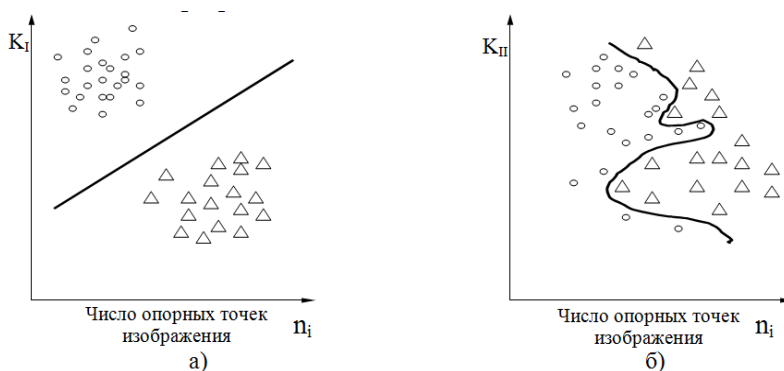 K_I
K_II
Число опорных точек
изображения
n_i
а)
Число опорных точек
изображения
n_i
б)